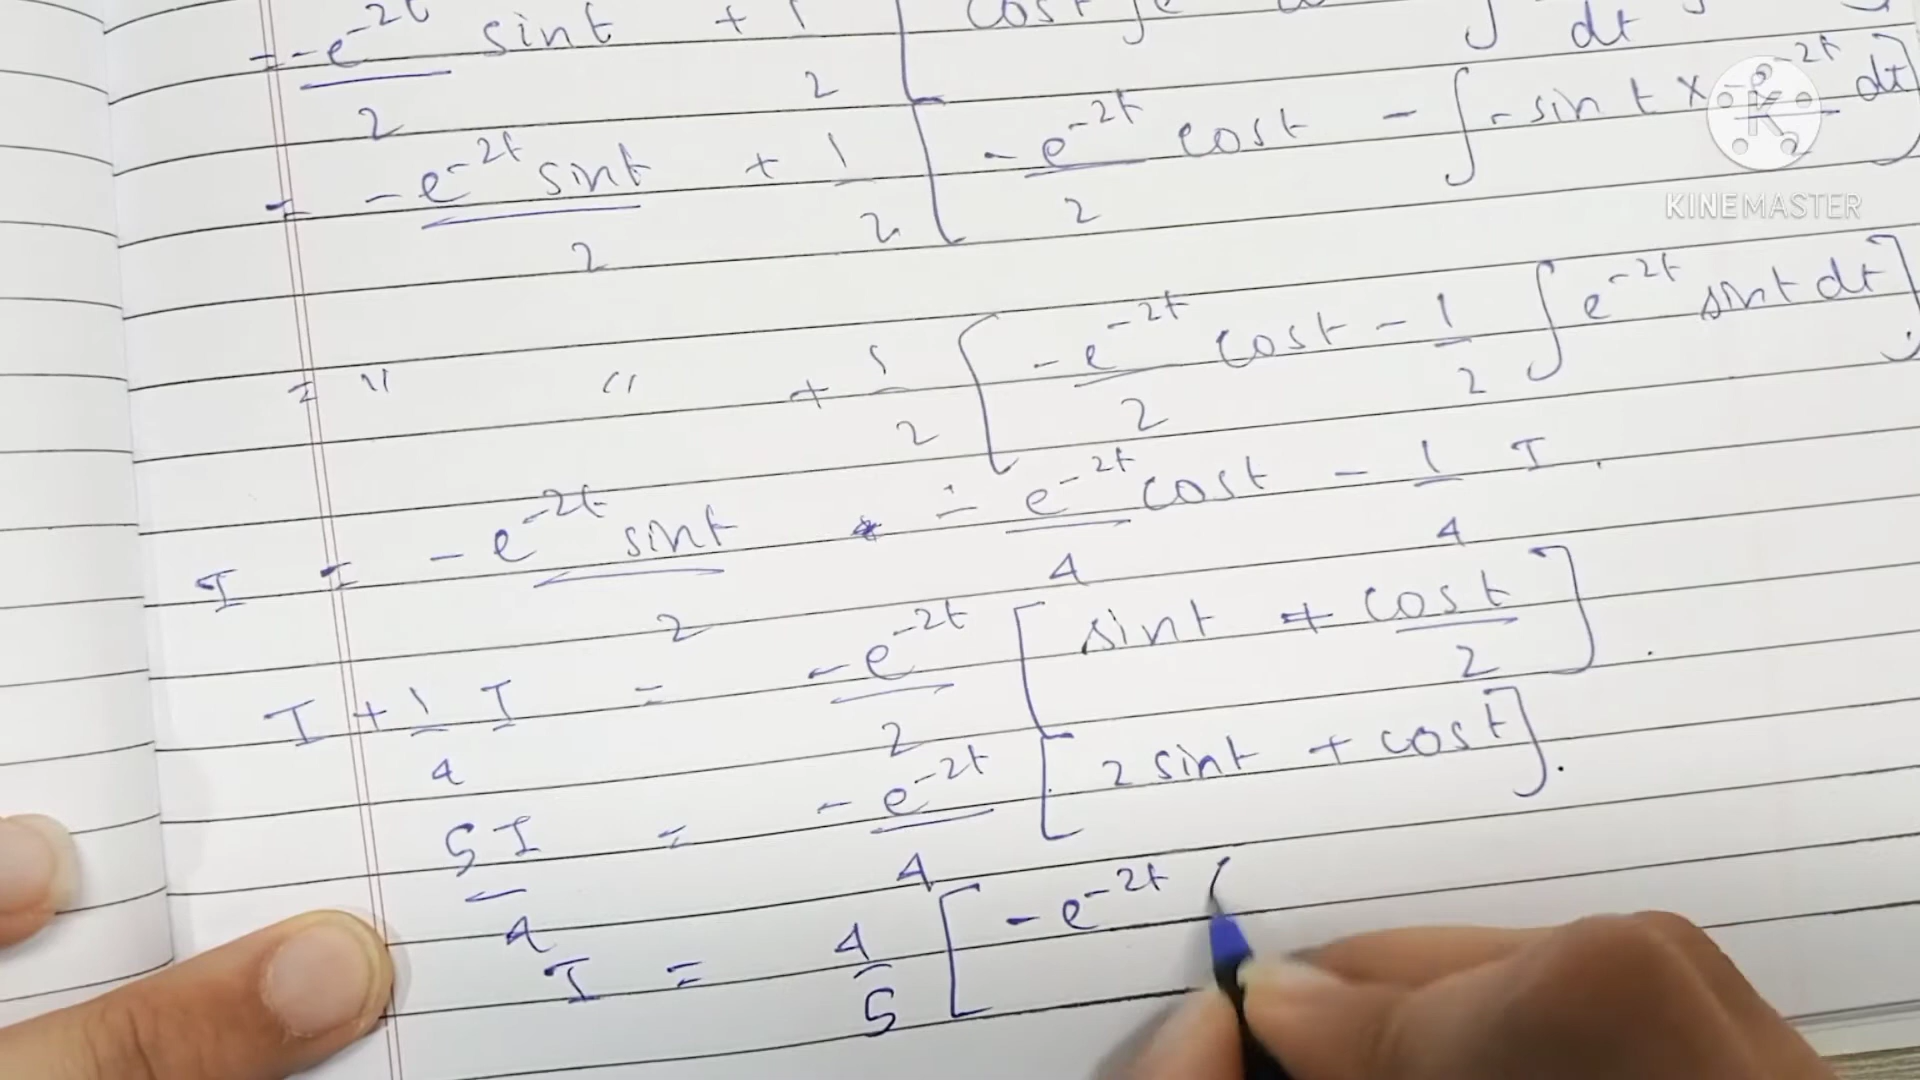 = -e^{-2t}/2 sint + 1/2 [ cost ∫e dt
= -e^{-2t} sint/2 + 1/2 [ -e^{-2t}/2 cost - ∫ -sin t × -e^{-2t}/2 dt ]
= " " + 1/2 [ -e^{-2t}/2 cost - 1/2 ∫ e^{-2t} sint dt ]
I = -e^{-2t} sint/2 - e^{-2t}/4 cost - 1/4 I .
I + 1/4 I = -e^{-2t}/2 [ sint + cost/2 ] .
5I/4 = -e^{-2t}/4 [ 2 sint + cost ] .
I = 4/5 [ -e^{-2t} (
KINEMASTER